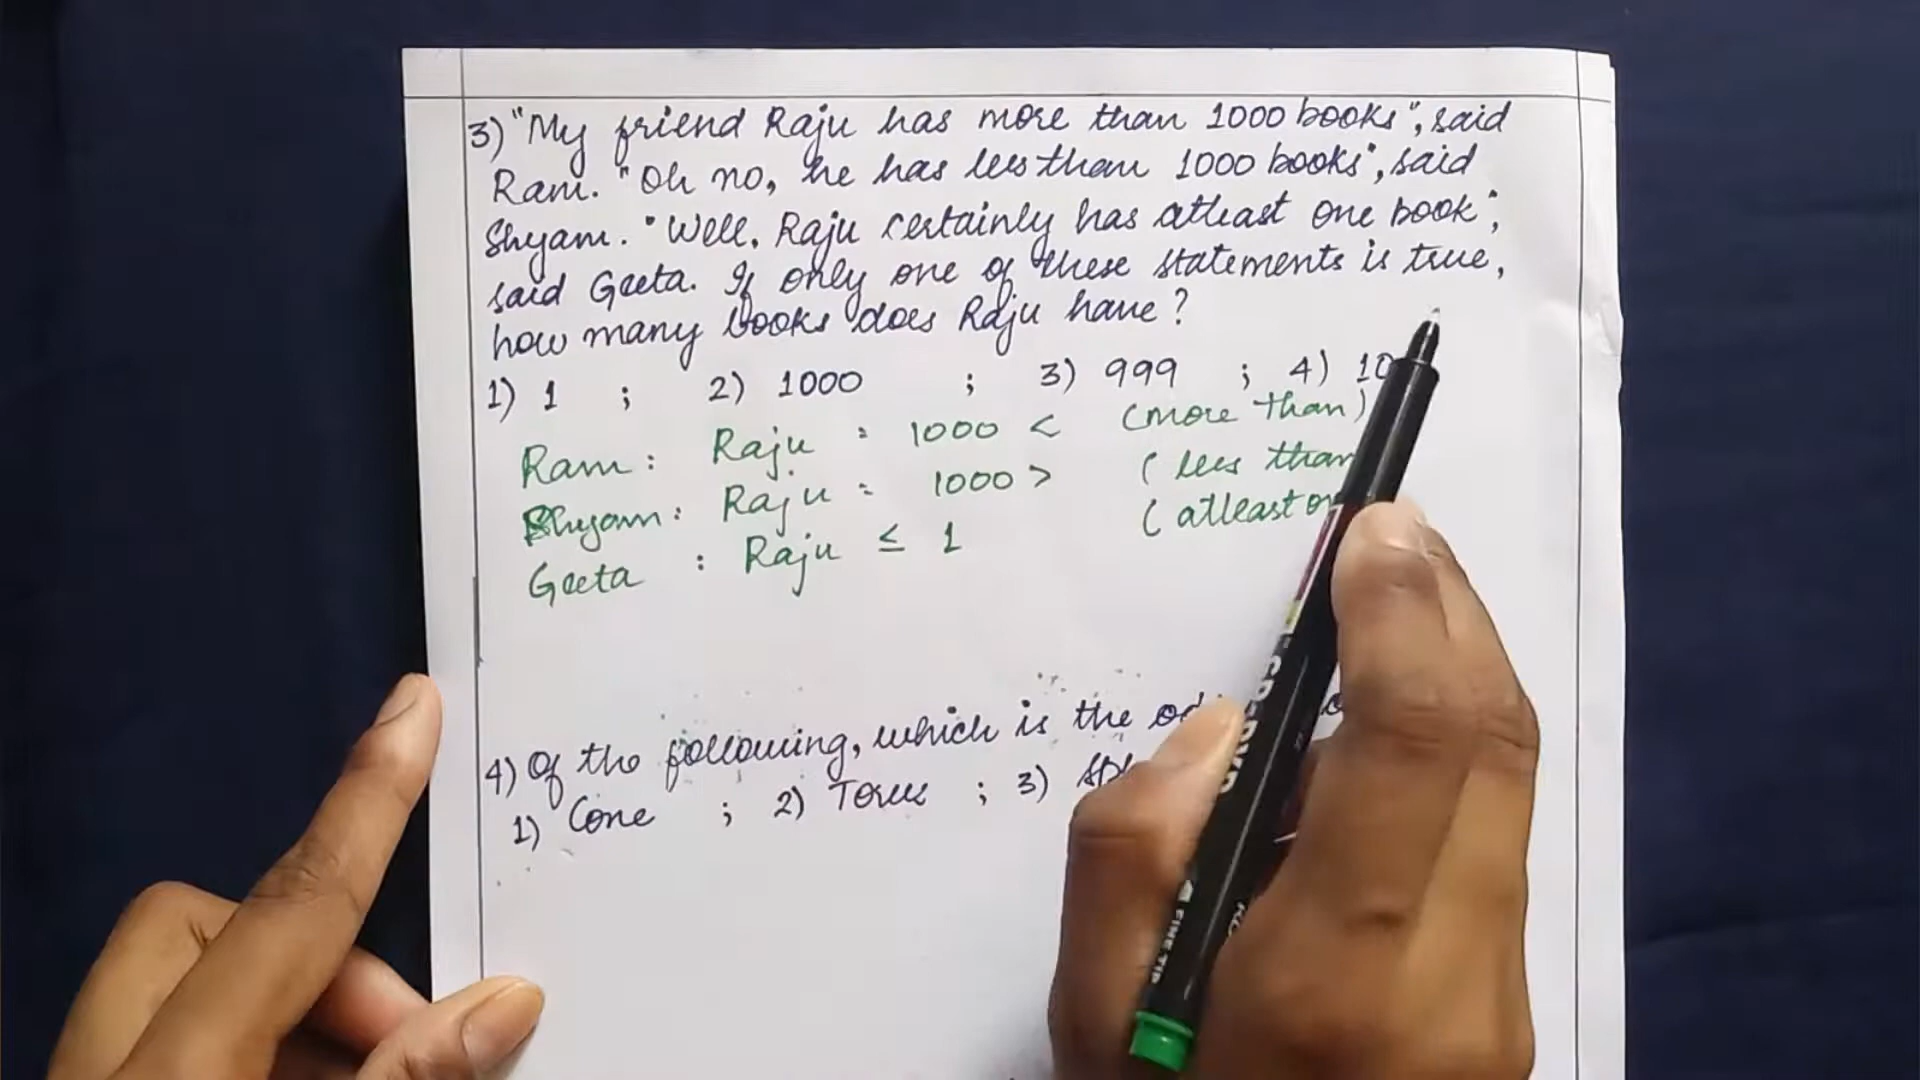 3) "My friend Raju has more than 1000 books", said
Ram. "Oh no, he has less than 1000 books", said
Shyam. "Well, Raju certainly has atleast one book",
said Geeta. If only one of these statements is true,
how many books does Raju have?
1) 1 ; 2) 1000 ; 3) 999 ; 4) 10
Ram : Raju = 1000 < (more than)
Shyam : Raju = 1000 > (less than
Geeta : Raju ≤ 1 (atleast
4) Of the following, which is the
1) Cone ; 2) Torus ; 3)
FINE TIP